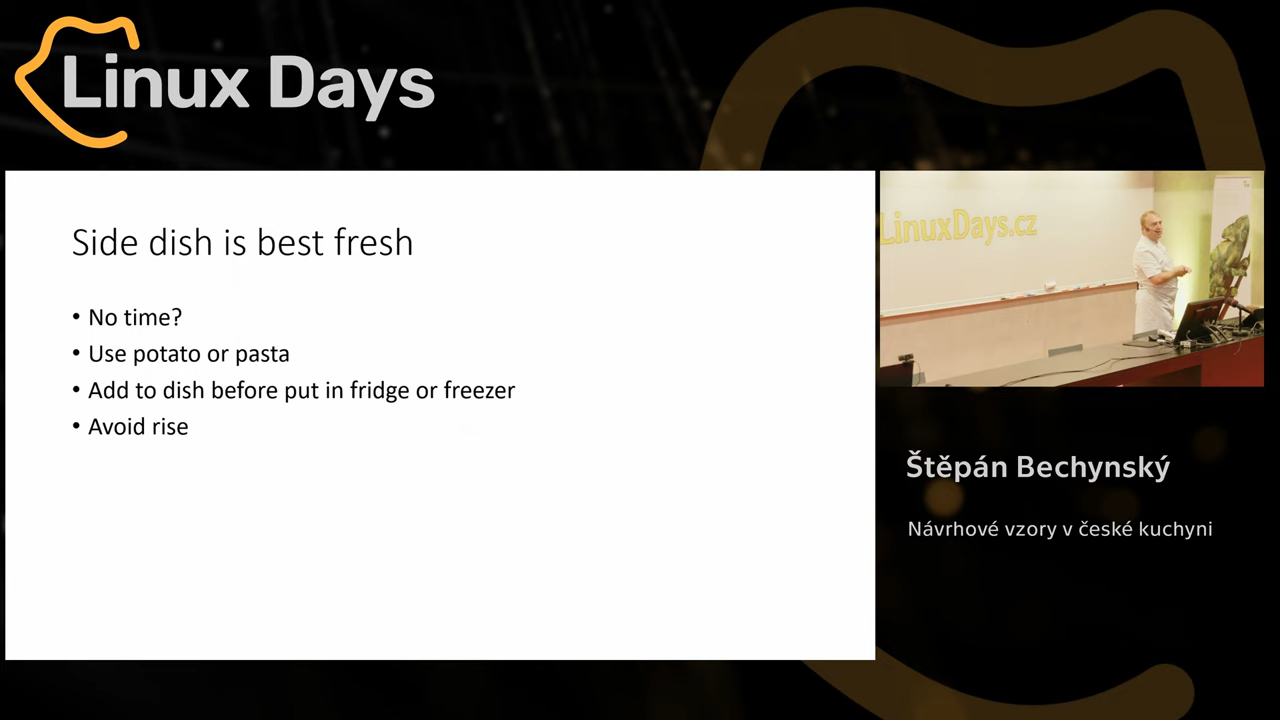 Linux Days
Side dish is best fresh
• No time?
• Use potato or pasta
• Add to dish before put in fridge or freezer
• Avoid rise
LinuxDays.cz
Štěpán Bechynský
Návrhové vzory v české kuchyni